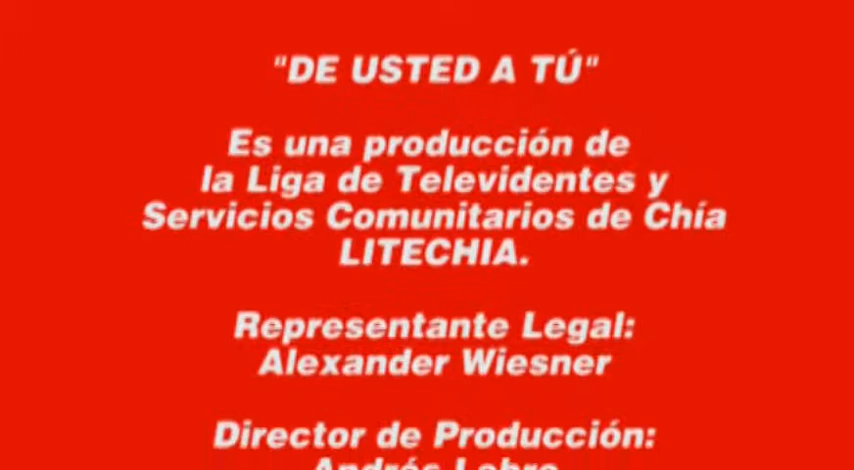 "DE USTED A TÚ"
Es una producción de
la Liga de Televidentes y
Servicios Comunitarios de Chía
LITECHIA.
Representante Legal:
Alexander Wiesner
Director de Producción:
Andrés